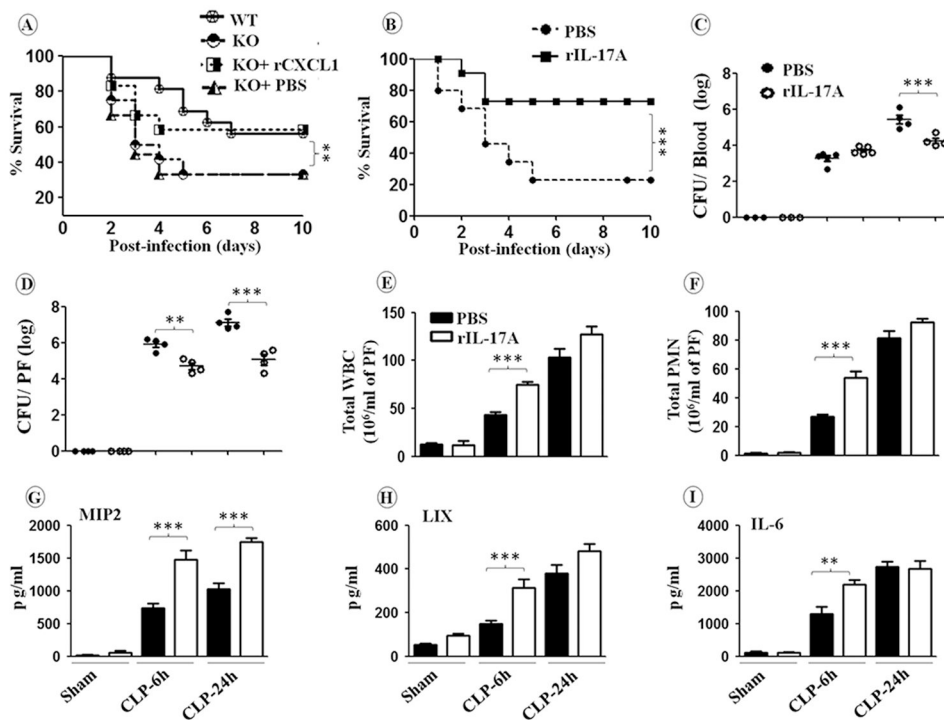 A
WT
KO
KO+ rCXCL1
KO+ PBS
% Survival
100
80
60
40
20
0 2 4 6 8 10
Post-infection (days)
**
B
PBS
rIL-17A
% Survival
100
80
60
40
20
0
0 2 4 6 8 10
Post-infection (days)
***
C
PBS
rIL-17A
CFU/ Blood (log)
8
6
4
2
0
***
D
CFU/ PF (log)
8
6
4
2
0
**
***
E
PBS
rIL-17A
Total WBC
(10⁶/ml of PF)
150
100
50
0
***
F
Total PMN
(10⁶/ml of PF)
100
80
60
40
20
0
***
G
MIP2
pg/ml
2000
1500
1000
500
0
***
***
Sham
CLP-6h
CLP-24h
H
LIX
pg/ml
600
400
200
0
***
Sham
CLP-6h
CLP-24h
I
IL-6
pg/ml
4000
3000
2000
1000
0
**
Sham
CLP-6h
CLP-24h